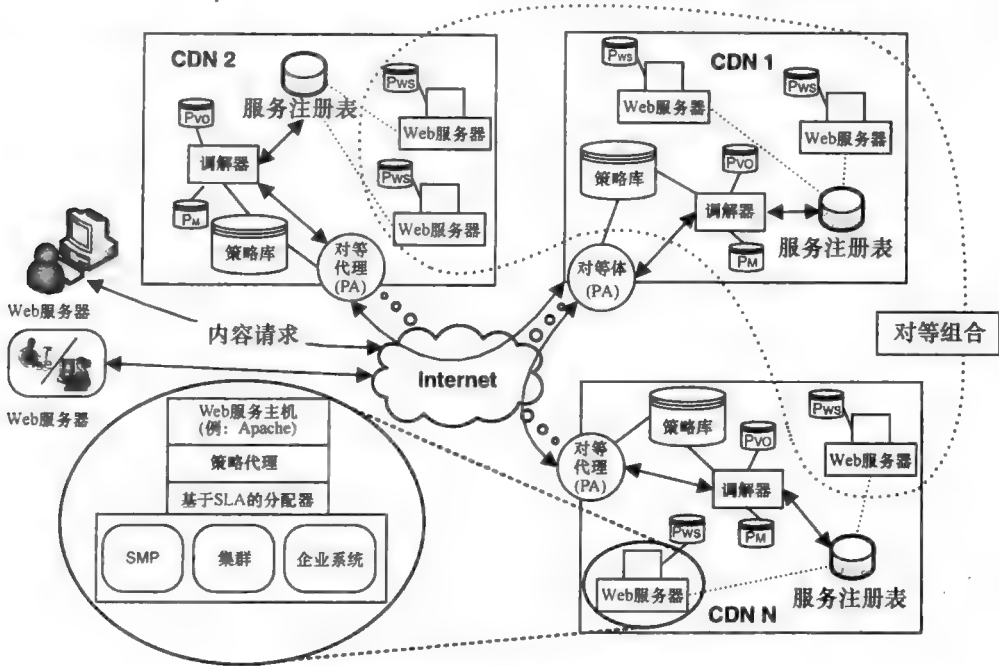 CDN 2
服务注册表
Pvo
调解器
PM
策略库
Pws
Web服务器
Pws
Web服务器
对等
代理
(PA)
CDN 1
Pws
Web服务器
Pws
Web服务器
策略库
Pvo
调解器
PM
服务注册表
对等体
(PA)
Web服务器
内容请求
Web服务器
Internet
对等组合
Web服务主机
(例：Apache)
策略代理
基于SLA的分配器
SMP
集群
企业系统
对等
代理
(PA)
策略库
Pvo
调解器
PM
Pws
Web服务器
Pws
Web服务器
服务注册表
CDN N